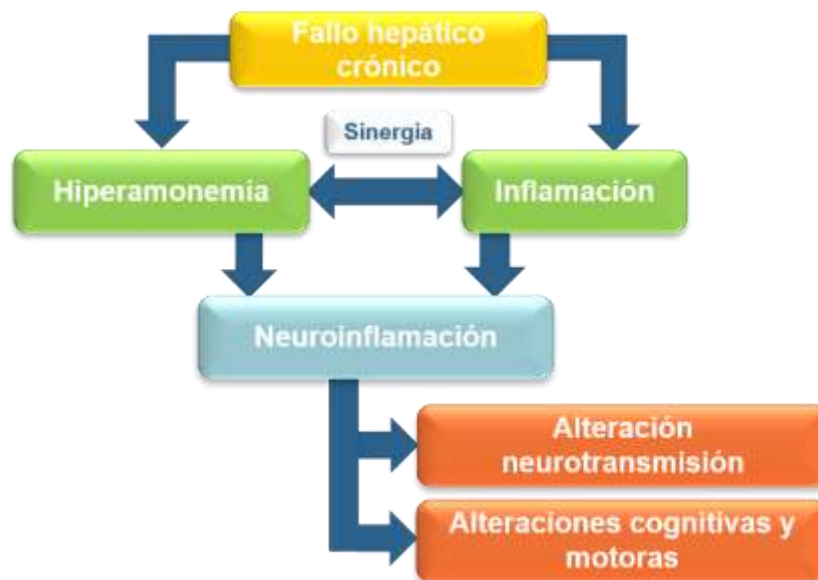 Fallo hepático
crónico
Sinergia
Hiperamonemia
Inflamación
Neuroinflamación
Alteración
neurotransmisión
Alteraciones cognitivas y
motoras